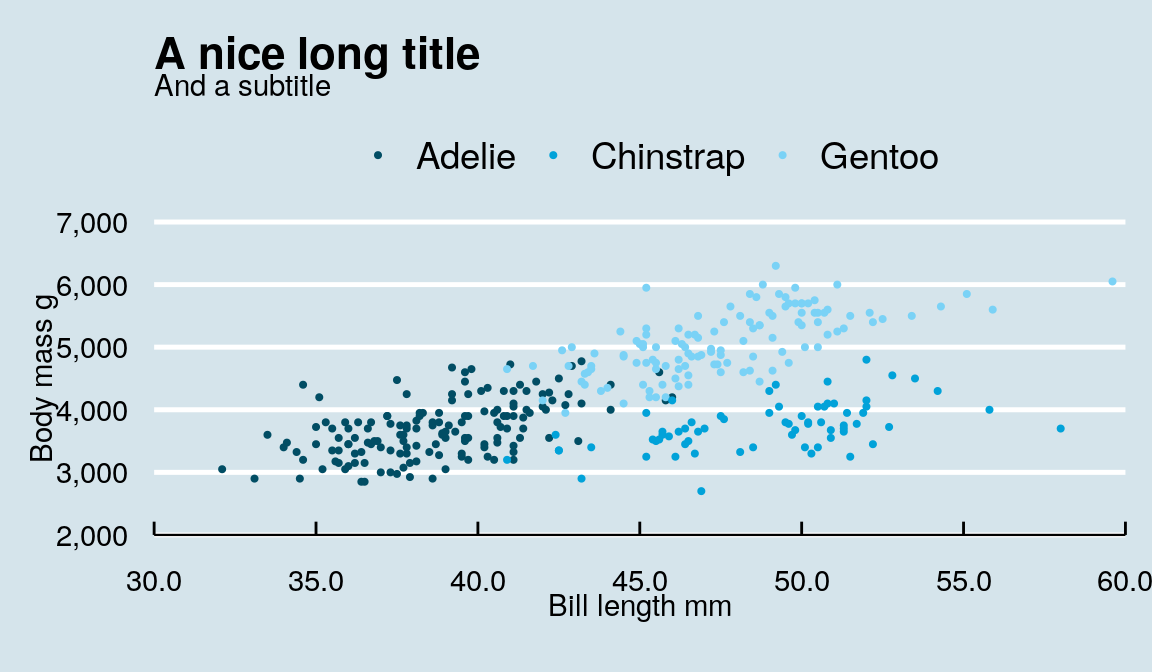 A nice long title
And a subtitle
Adelie Chinstrap Gentoo
7,000
6,000
5,000
4,000
3,000
2,000
Body mass g
30.0 35.0 40.0 45.0 50.0 55.0 60.0
Bill length mm